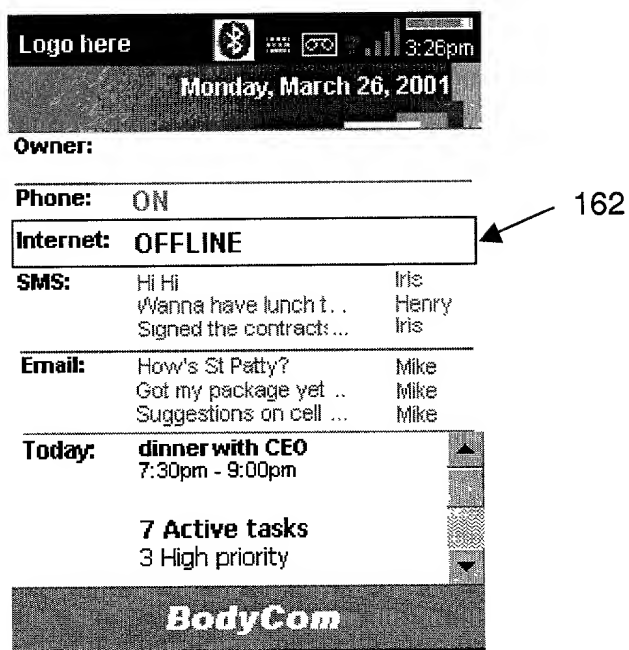 Logo here 3:26pm
Monday, March 26, 2001
Owner:
Phone: ON
Internet: OFFLINE
162
SMS: Hi Hi Iris
Wanna have lunch t. . Henry
Signed the contracts ... Iris
Email: How's St Patty? Mike
Got my package yet .. Mike
Suggestions on cell ... Mike
Today: dinner with CEO
7:30pm - 9:00pm
7 Active tasks
3 High priority
BodyCom